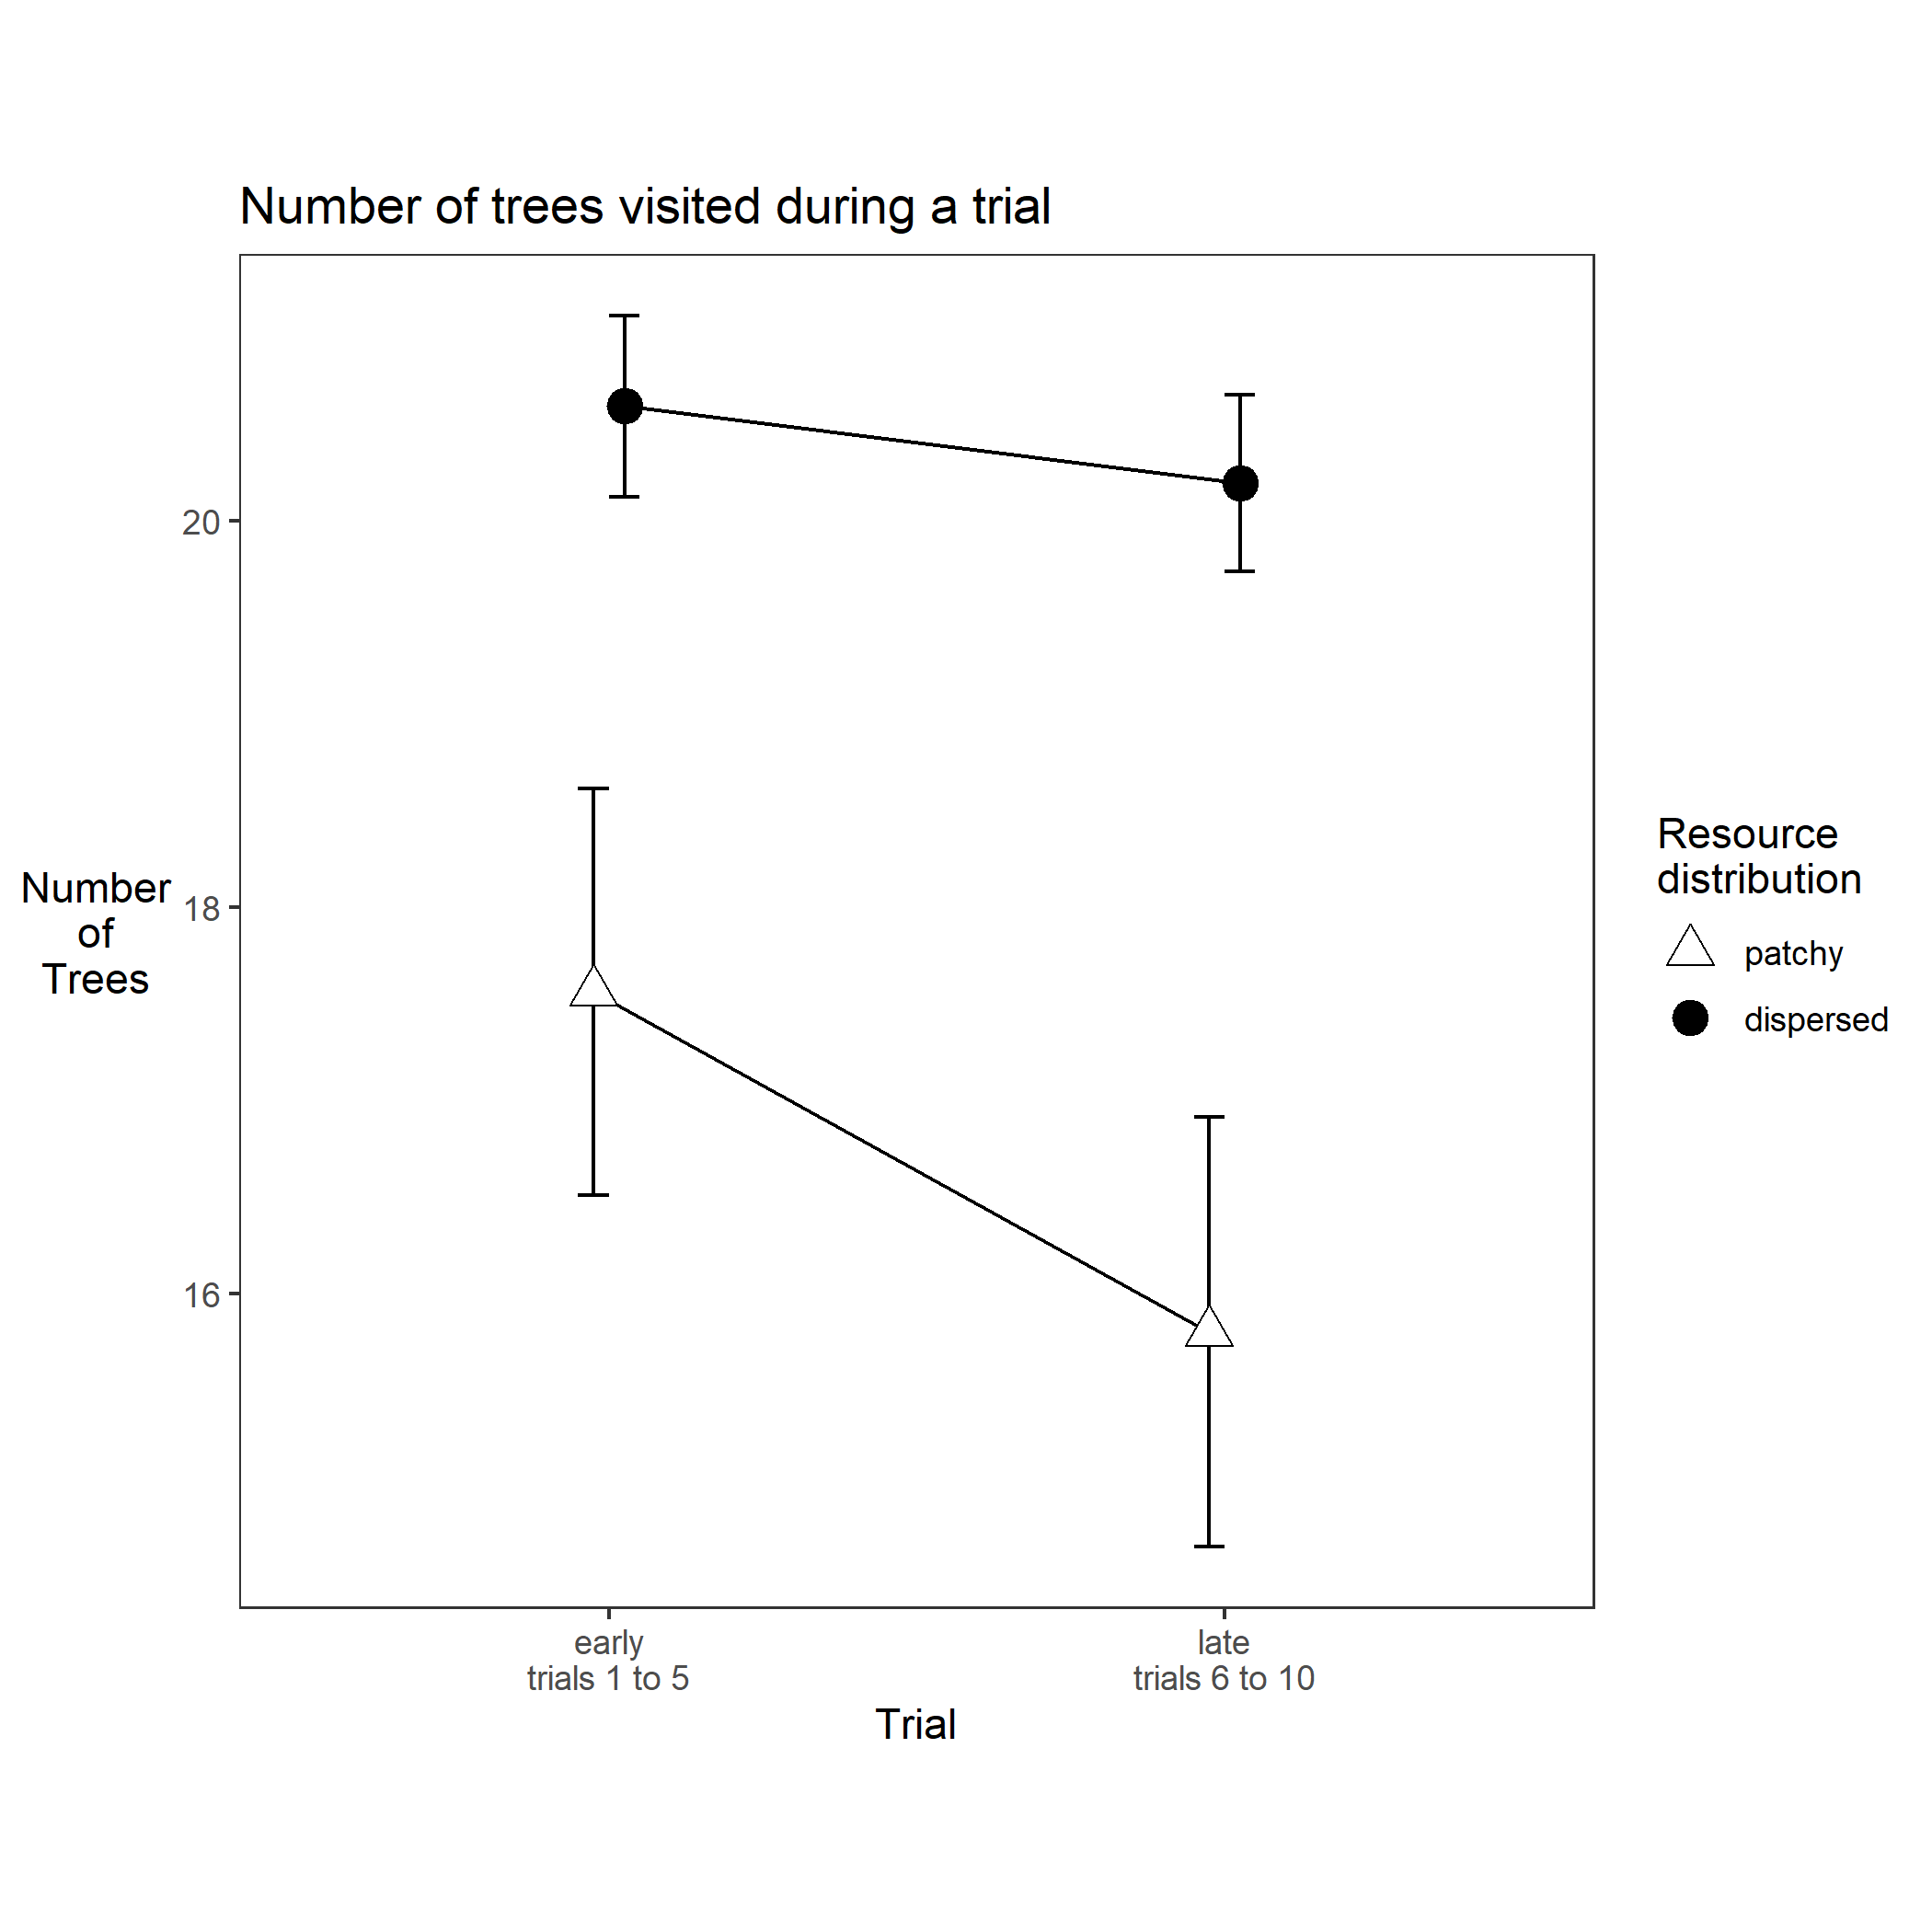 Number of trees visited during a trial
20
18
16
Number
of
Trees
early
trials 1 to 5
late
trials 6 to 10
Trial
Resource
distribution
patchy
dispersed